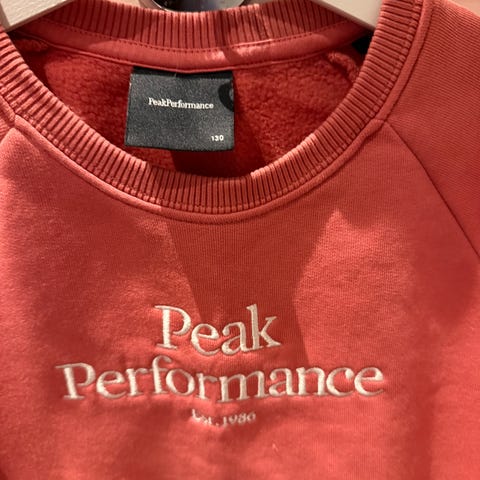 PeakPerformance
130
Peak
Performance
Est. 1986